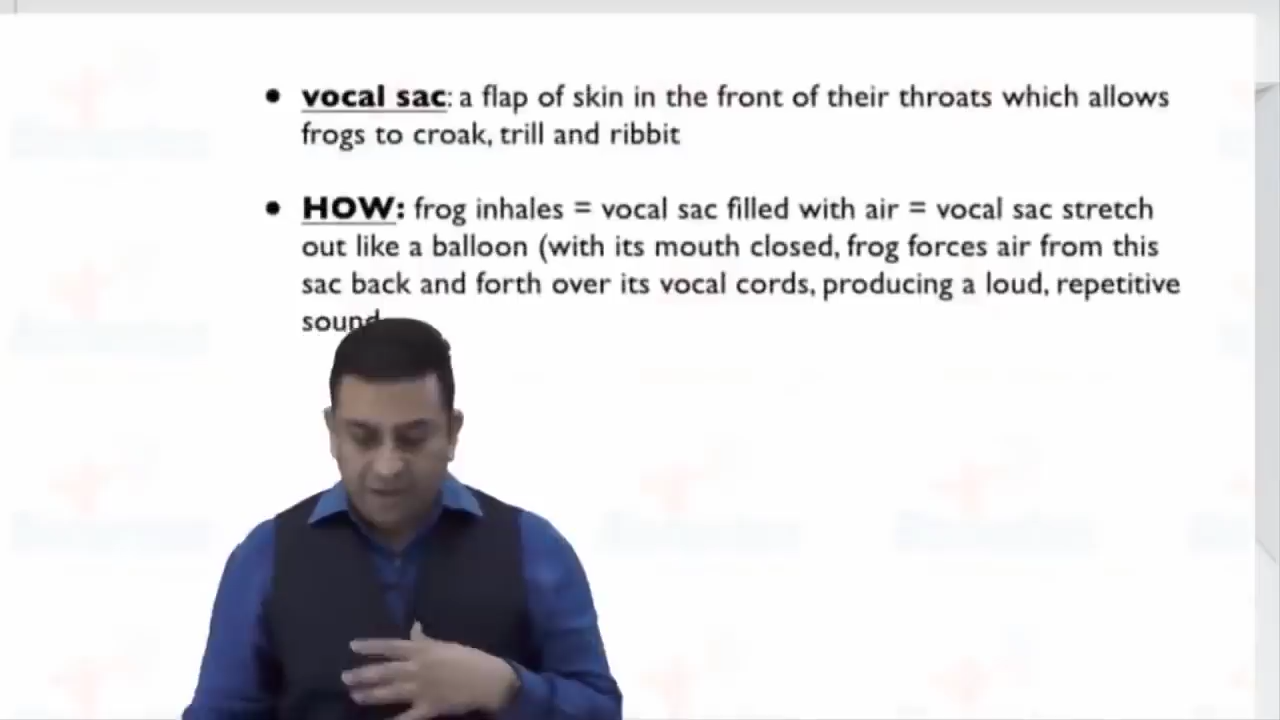 • vocal sac: a flap of skin in the front of their throats which allows
frogs to croak, trill and ribbit
• HOW: frog inhales = vocal sac filled with air = vocal sac stretch
out like a balloon (with its mouth closed, frog forces air from this
sac back and forth over its vocal cords, producing a loud, repetitive
sound